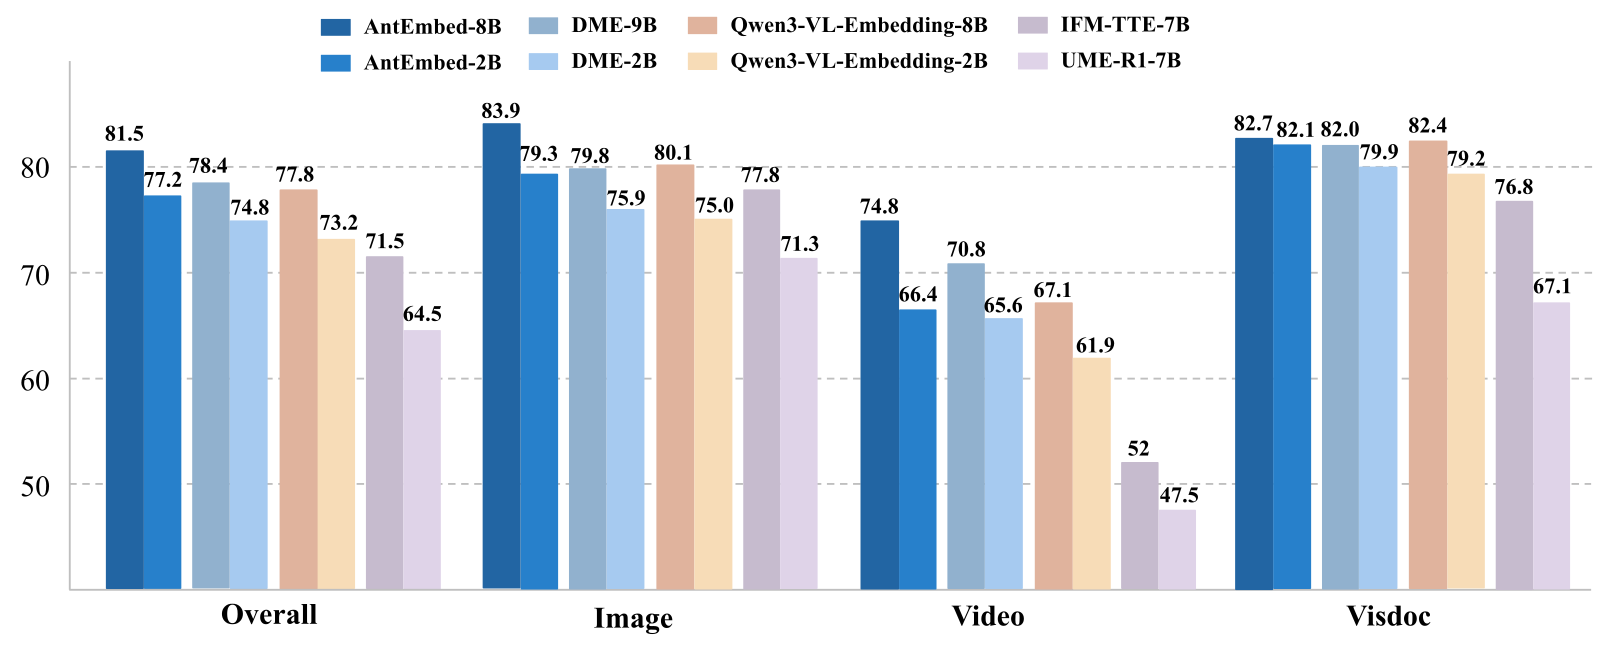 AntEmbed-8B DME-9B Qwen3-VL-Embedding-8B IFM-TTE-7B
AntEmbed-2B DME-2B Qwen3-VL-Embedding-2B UME-R1-7B
80
70
60
50
81.5 77.2 78.4 74.8 77.8 73.2 71.5 64.5
83.9 79.3 79.8 75.9 80.1 75.0 77.8 71.3
74.8 66.4 70.8 65.6 67.1 61.9 52 47.5
82.7 82.1 82.0 79.9 82.4 79.2 76.8 67.1
Overall Image Video Visdoc